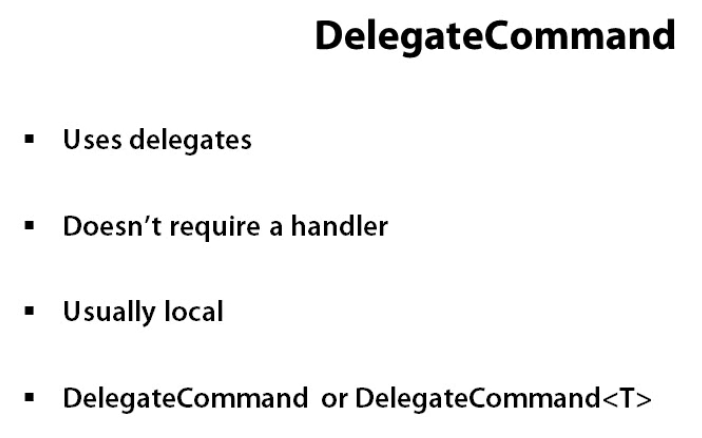 DelegateCommand
▪ Uses delegates
▪ Doesn’t require a handler
▪ Usually local
▪ DelegateCommand or DelegateCommand<T>